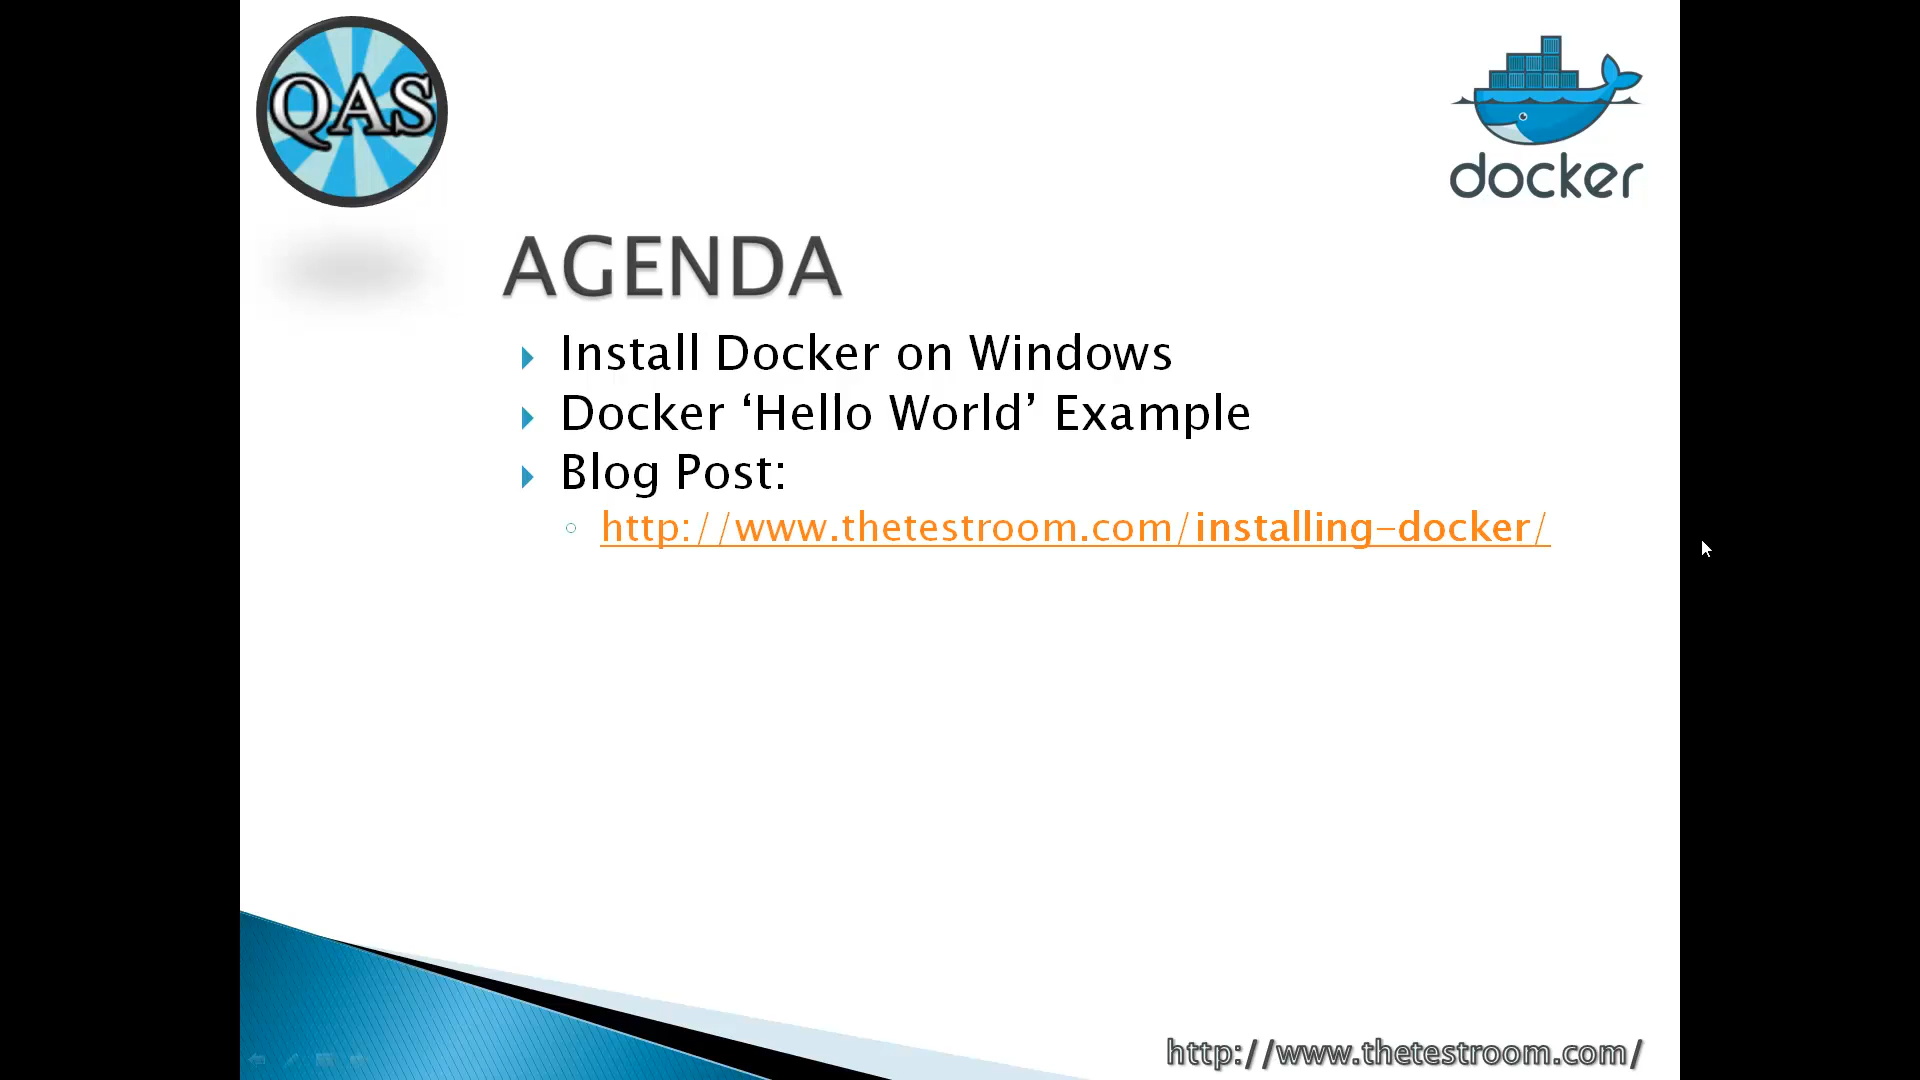 QAS
docker
AGENDA
Install Docker on Windows
Docker ‘Hello World’ Example
Blog Post:
http://www.thetestroom.com/installing-docker/
http://www.thetestroom.com/